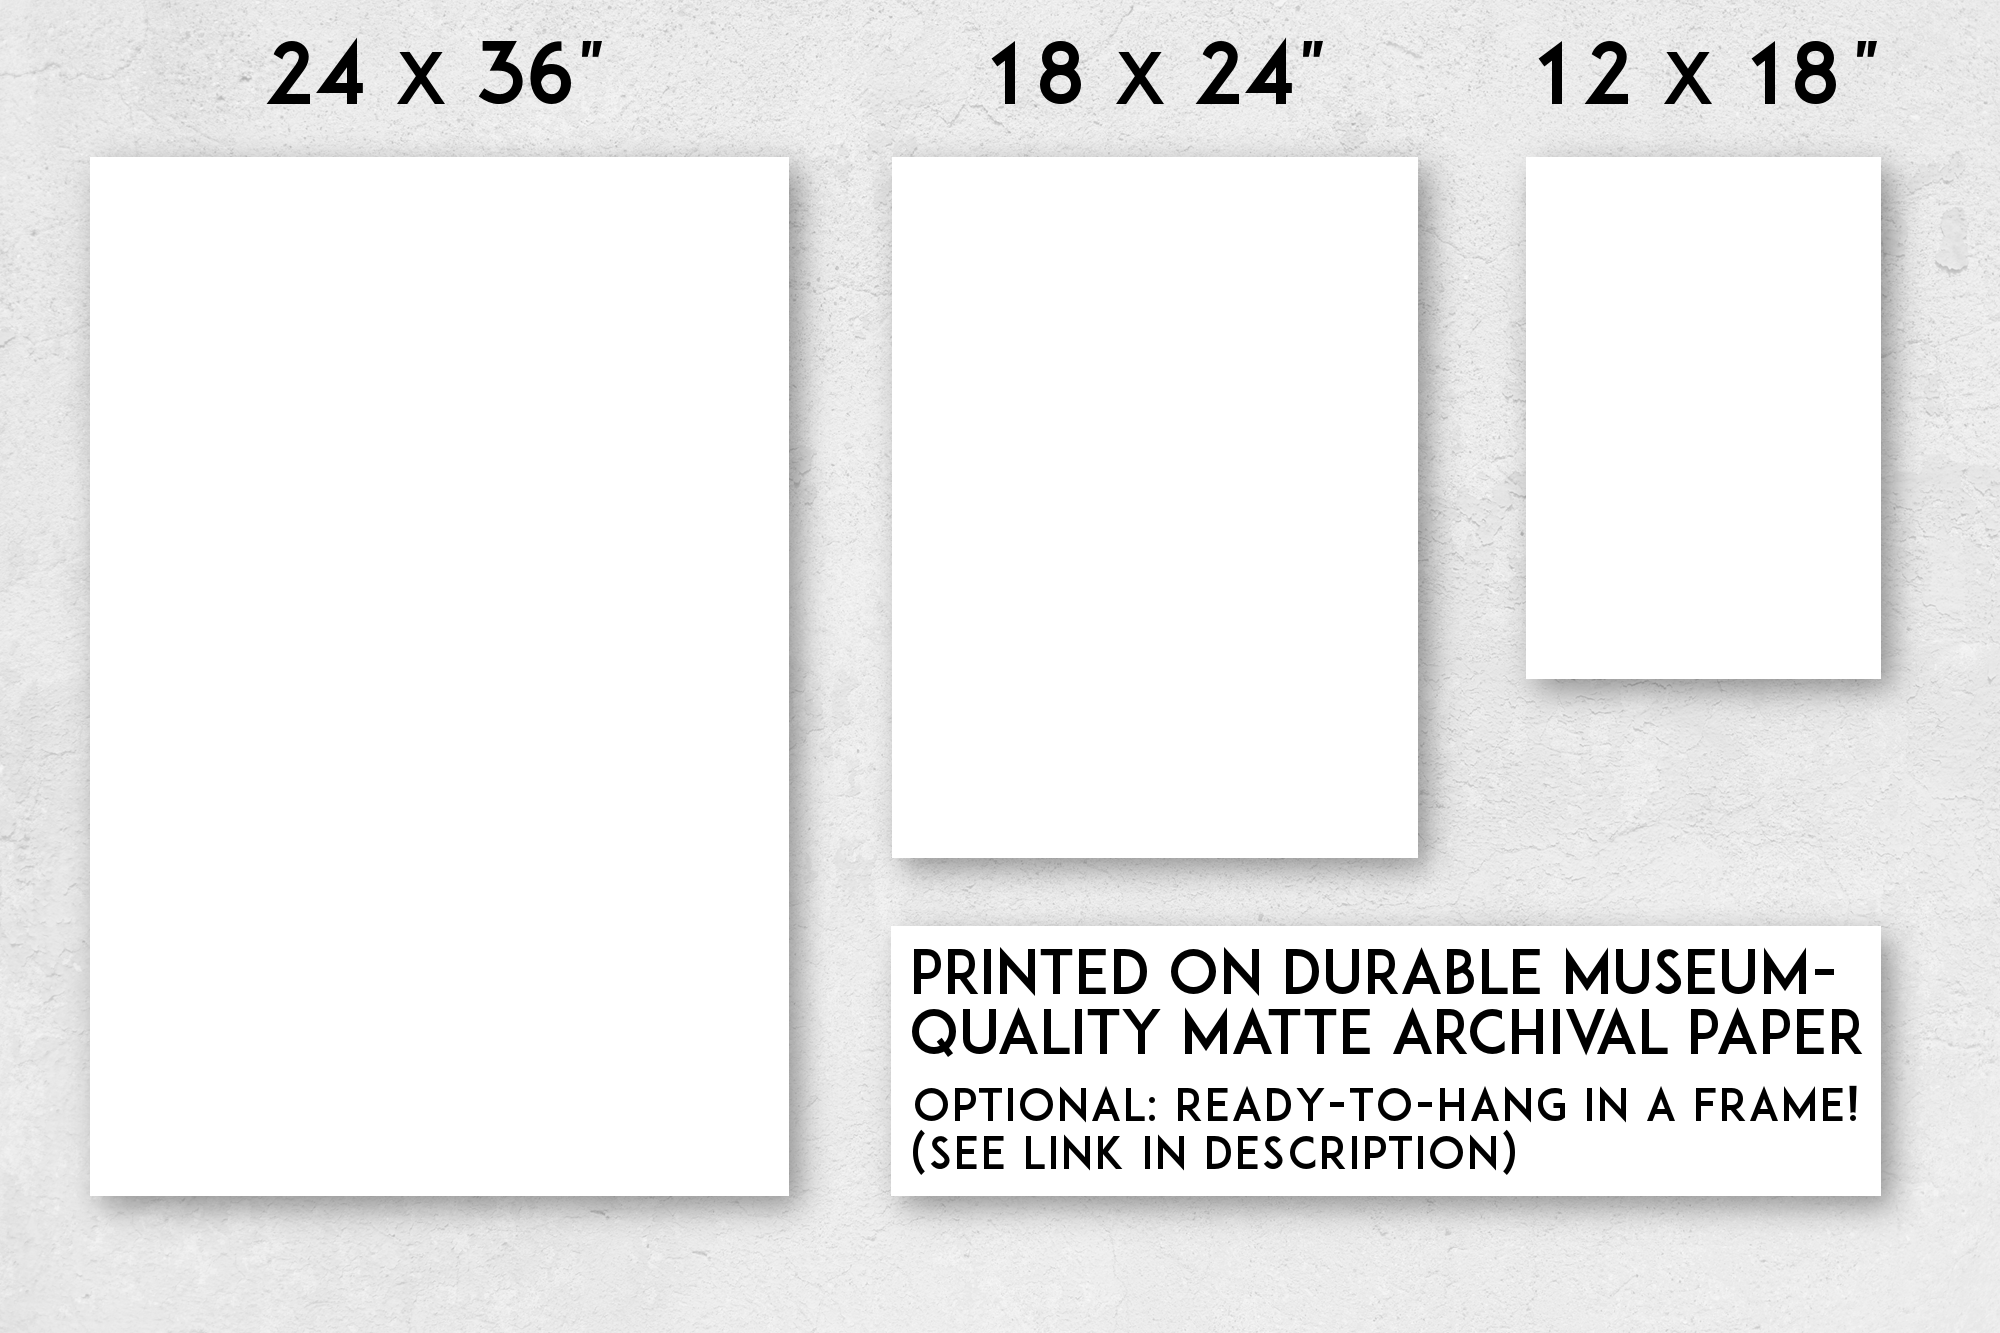 24 x 36"
18 x 24"
12 x 18"
PRINTED ON DURABLE MUSEUM-
QUALITY MATTE ARCHIVAL PAPER
OPTIONAL: READY-TO-HANG IN A FRAME!
(SEE LINK IN DESCRIPTION)